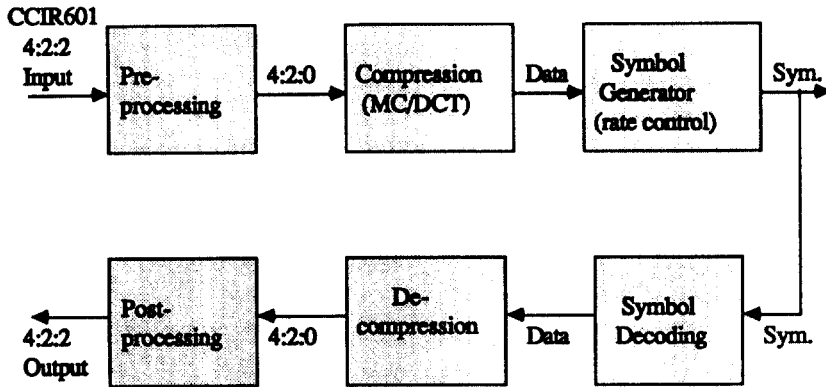 CCIR601
4:2:2
Input
Pre-
processing
4:2:0
Compression
(MC/DCT)
Data
Symbol
Generator
(rate control)
Sym.
4:2:2
Output
Post-
processing
4:2:0
De-
compression
Data
Symbol
Decoding
Sym.